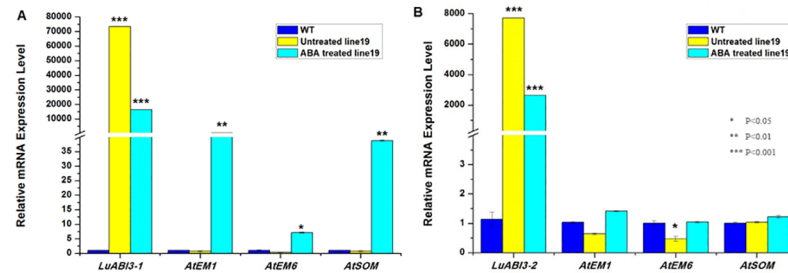 A
WT
Untreated line19
ABA treated line19
Relative mRNA Expression Level
80000
70000
60000
50000
40000
30000
20000
10000
35
30
25
20
15
10
5
0
***
***
**
*
**
LuABI3-1
AtEM1
AtEM6
AtSOM
B
WT
Untreated line19
ABA treated line19
Relative mRNA Expression Level
8000
6000
4000
2000
3
2
1
0
***
***
*
* P<0.05
** P<0.01
*** P<0.001
LuABI3-2
AtEM1
AtEM6
AtSOM